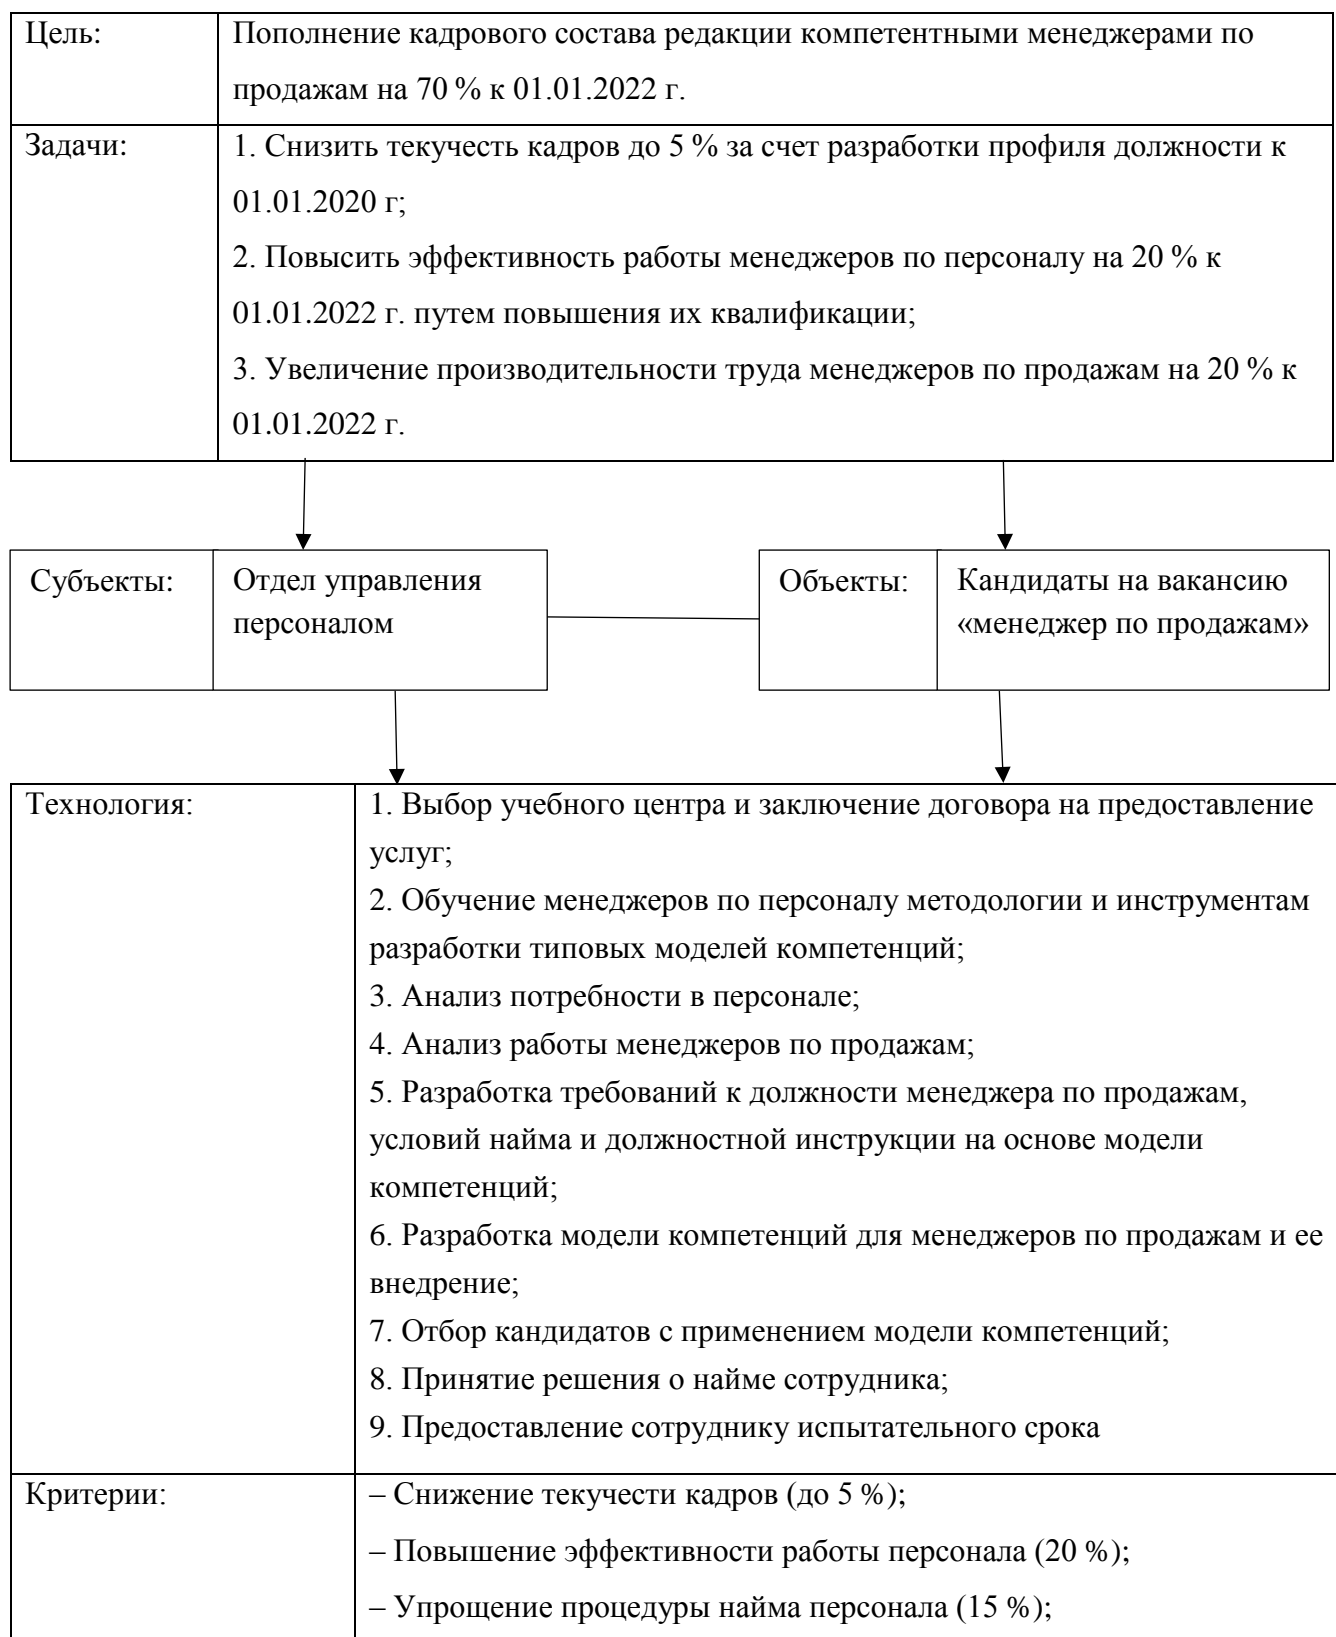 Цель:
Пополнение кадрового состава редакции компетентными менеджерами по
продажам на 70 % к 01.01.2022 г.
Задачи:
1. Снизить текучесть кадров до 5 % за счет разработки профиля должности к
01.01.2020 г;
2. Повысить эффективность работы менеджеров по персоналу на 20 % к
01.01.2022 г. путем повышения их квалификации;
3. Увеличение производительности труда менеджеров по продажам на 20 % к
01.01.2022 г.
Субъекты:
Отдел управления
персоналом
Объекты:
Кандидаты на вакансию
«менеджер по продажам»
Технология:
1. Выбор учебного центра и заключение договора на предоставление
услуг;
2. Обучение менеджеров по персоналу методологии и инструментам
разработки типовых моделей компетенций;
3. Анализ потребности в персонале;
4. Анализ работы менеджеров по продажам;
5. Разработка требований к должности менеджера по продажам,
условий найма и должностной инструкции на основе модели
компетенций;
6. Разработка модели компетенций для менеджеров по продажам и ее
внедрение;
7. Отбор кандидатов с применением модели компетенций;
8. Принятие решения о найме сотрудника;
9. Предоставление сотруднику испытательного срока
Критерии:
– Снижение текучести кадров (до 5 %);
– Повышение эффективности работы персонала (20 %);
– Упрощение процедуры найма персонала (15 %);